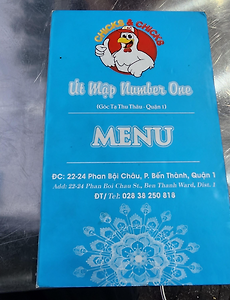 CHICKS & CHICKS
Út Mập Number One
(Góc Tạ Thu Thâu - Quận 1)
MENU
ĐC: 22-24 Phan Bội Châu, P. Bến Thành, Quận 1
Add: 22-24 Phan Boi Chau St., Ben Thanh Ward, Dist. 1
ĐT/ Tel: 028 38 250 818